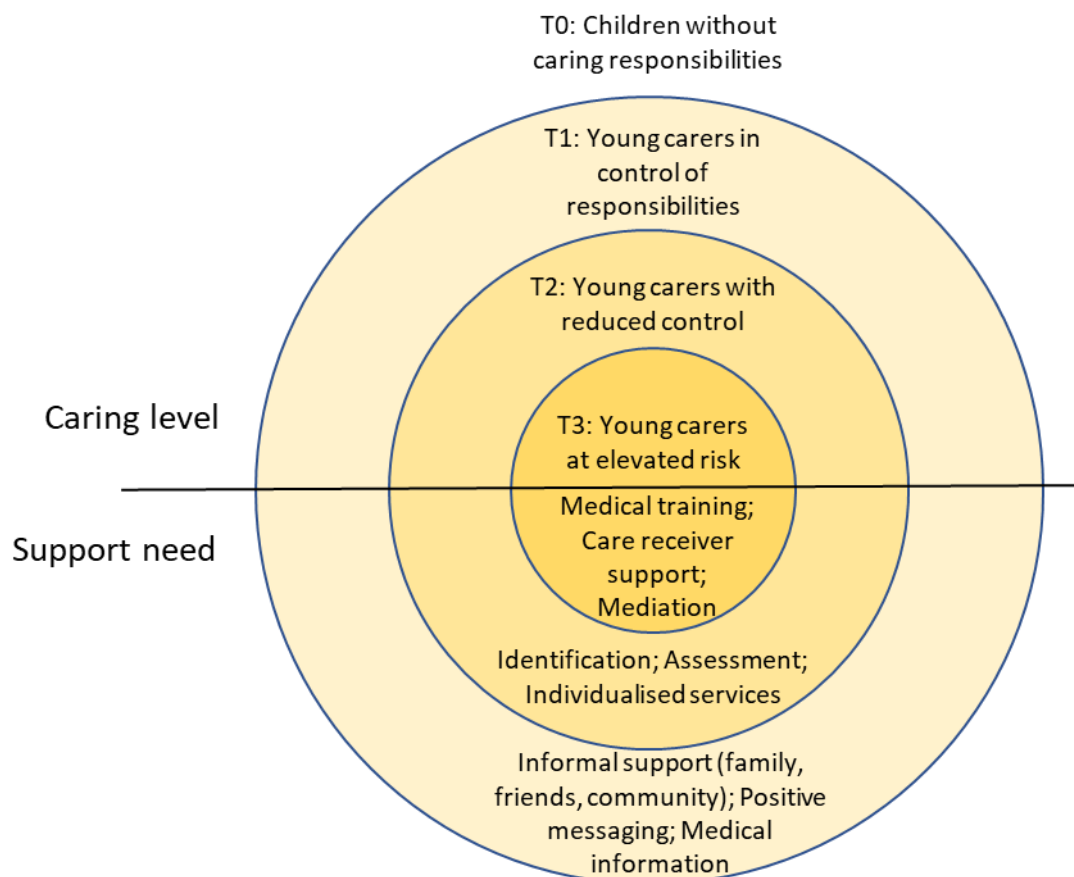 T0: Children without
caring responsibilities
T1: Young carers in
control of
responsibilities
T2: Young carers with
reduced control
Caring level
T3: Young carers
at elevated risk
Support need
Medical training;
Care receiver
support;
Mediation
Identification; Assessment;
Individualised services
Informal support (family,
friends, community); Positive
messaging; Medical
information